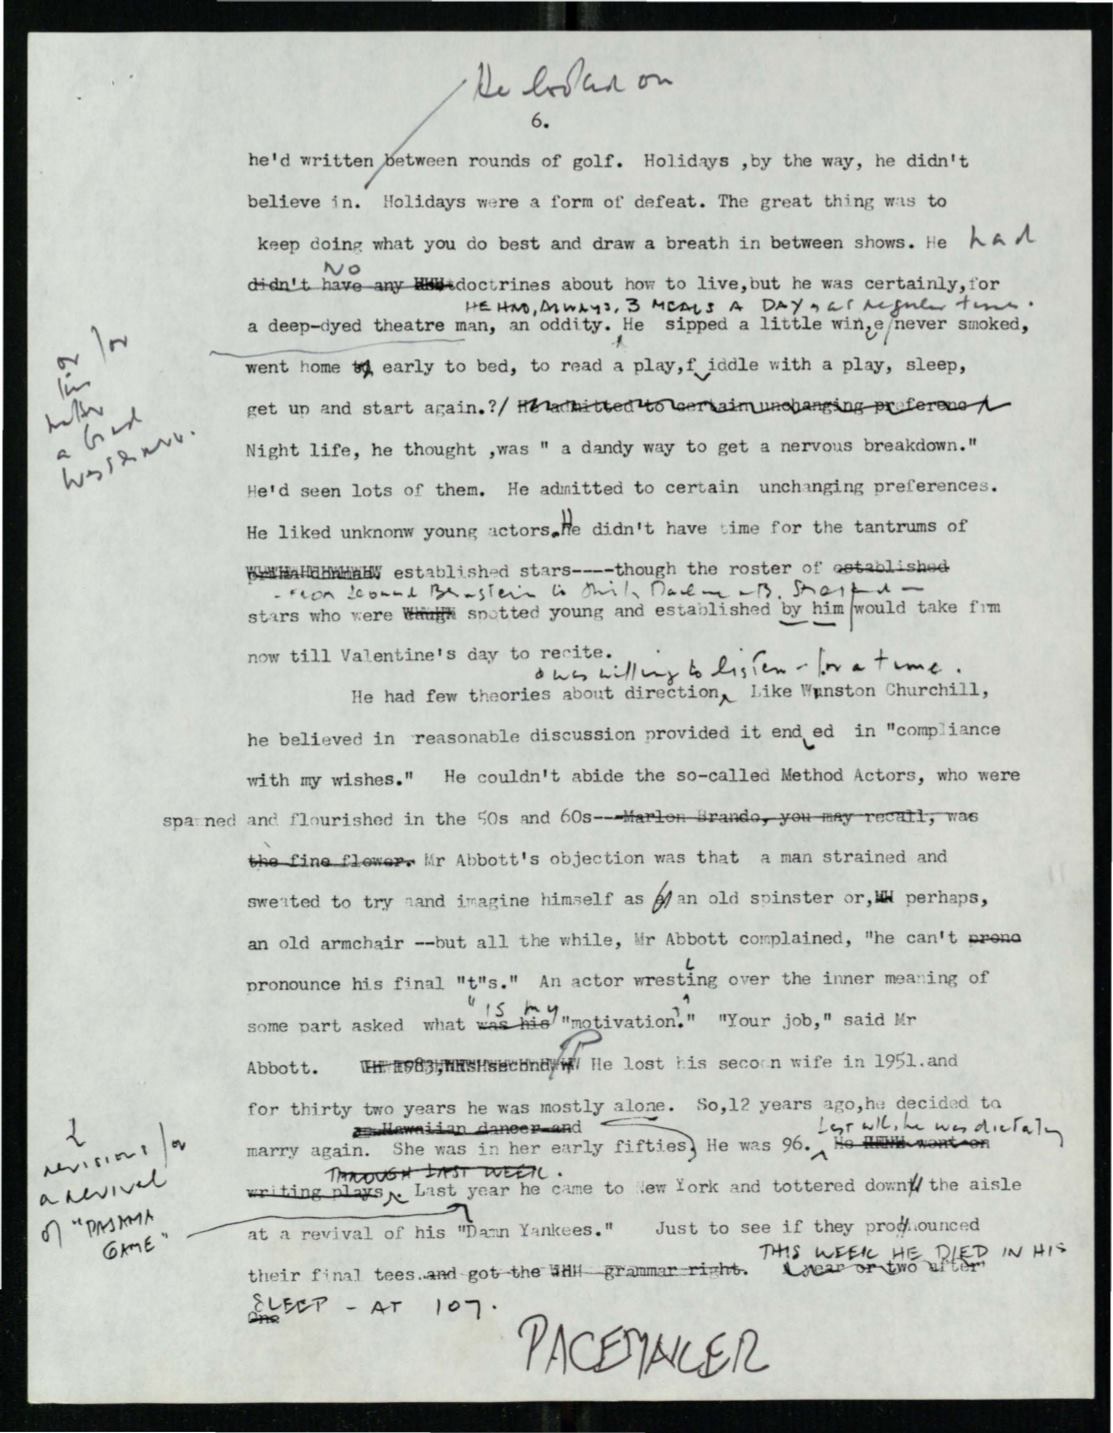 He looked on
6.
he'd written between rounds of golf. Holidays ,by the way, he didn't
believe in. Holidays were a form of defeat. The great thing was to
keep doing what you do best and draw a breath in between shows. He had
NO
didn't have any doctrines about how to live,but he was certainly,for
HE HAD, ALWAYS, 3 MEALS A DAY, at regular times.
a deep-dyed theatre man, an oddity. He sipped a little win,e/never smoked,
went home early to bed, to read a play,f iddle with a play, sleep,
or for
matter
a
get up and start again.?/ He admitted to certain unchanging preferenc
Night life, he thought ,was " a dandy way to get a nervous breakdown."
He'd seen lots of them. He admitted to certain unchanging preferences.
He liked unknonw young actors. He didn't have time for the tantrums of
established stars----though the roster of established
- from Leonard Bernstein to Shirley MacLaine -
stars who were spotted young and established by him would take fim
now till Valentine's day to recite.
& was willing to listen - for a time.
He had few theories about direction Like Winston Churchill,
he believed in reasonable discussion provided it end ed in "compliance
with my wishes." He couldn't abide the so-called Method Actors, who were
spawned and flourished in the 50s and 60s---Marlon Brando, you may recall, was
the fine flower. Mr Abbott's objection was that a man strained and
sweated to try aand imagine himself as an old spinster or, perhaps,
an old armchair --but all the while, Mr Abbott complained, "he can't prono
pronounce his final "t"s." An actor wresting over the inner meaning of
"is my
some part asked what was his "motivation?" "Your job," said Mr
Abbott. In 1983, his second He lost his secon wife in 1951.and
for thirty two years he was mostly alone. So,12 years ago,he decided to
a Hawaiian dancer and
Last wk. he was dictating
marry again. She was in her early fifties) He was 96. He went on
THROUGH LAST WEEK.
writing plays Last year he came to New York and tottered down the aisle
revisions for
a revival
of "PAJAMA
GAME"
at a revival of his "Damn Yankees." Just to see if they pronounced
THIS WEEK HE DIED IN HIS
their final tees.and got the grammar right. A year or two after
SLEEP - AT 107.
One
PACEMAKER